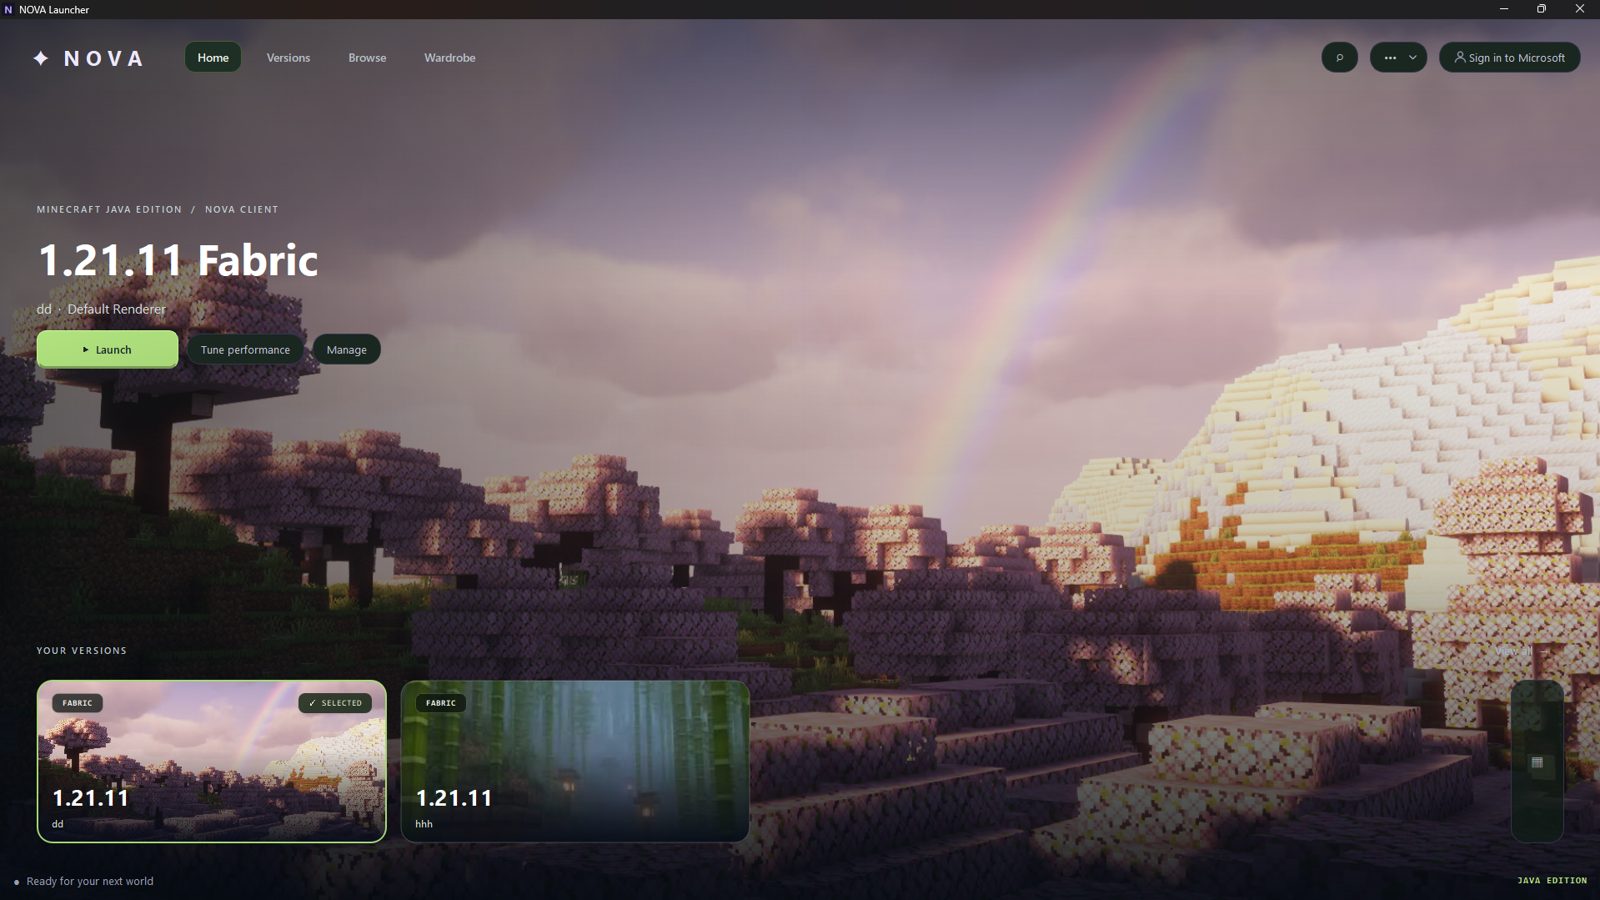 N NOVA Launcher
NOVA
Home
Versions
Browse
Wardrobe
Sign in to Microsoft
MINECRAFT JAVA EDITION / NOVA CLIENT
1.21.11 Fabric
dd · Default Renderer
Launch
Tune performance
Manage
YOUR VERSIONS
View all →
FABRIC
✓ SELECTED
1.21.11
dd
FABRIC
1.21.11
hhh
Ready for your next world
JAVA EDITION